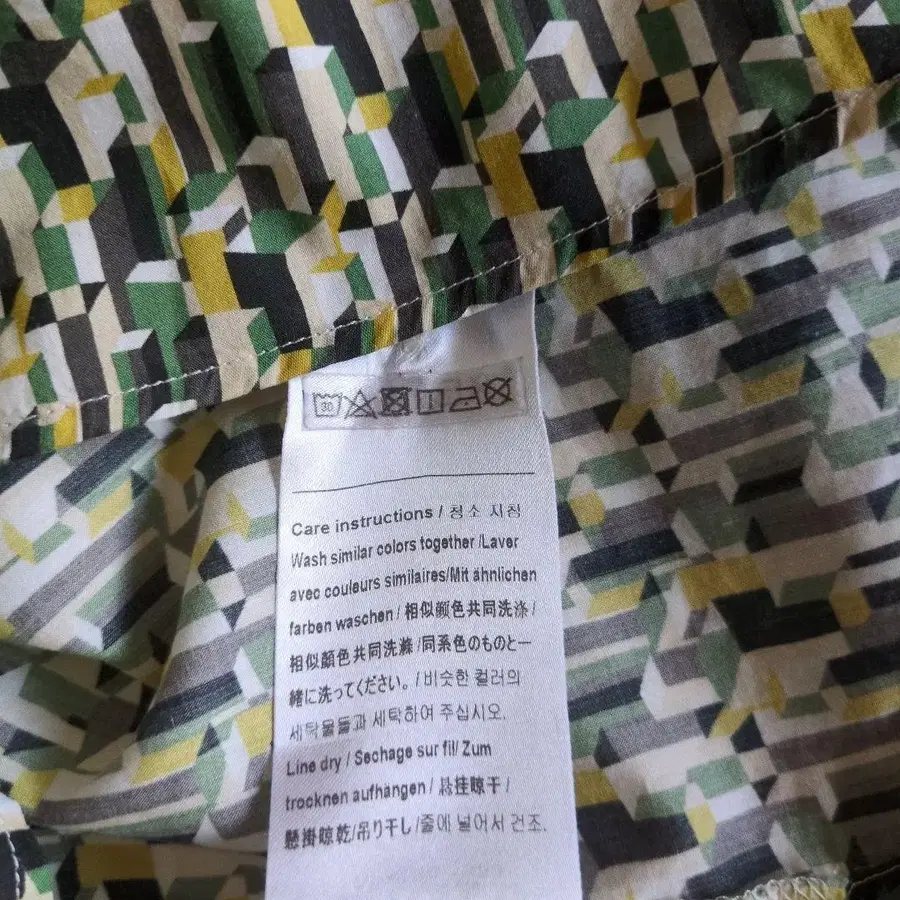 30
Care instructions / 청소 지침
Wash similar colors together /Laver
avec couleurs similaires/Mit ähnlichen
farben waschen / 相似颜色共同洗涤 /
相似顏色共同洗滌 /同系色のものと一
緒に洗ってください。/ 비슷한 컬러의
세탁물들과 세탁하여 주십시오.
Line dry / Sechage sur fil/ Zum
trocknen aufhängen / 悬挂晾干 /
懸掛晾乾/吊り干し /줄에 널어서 건조.